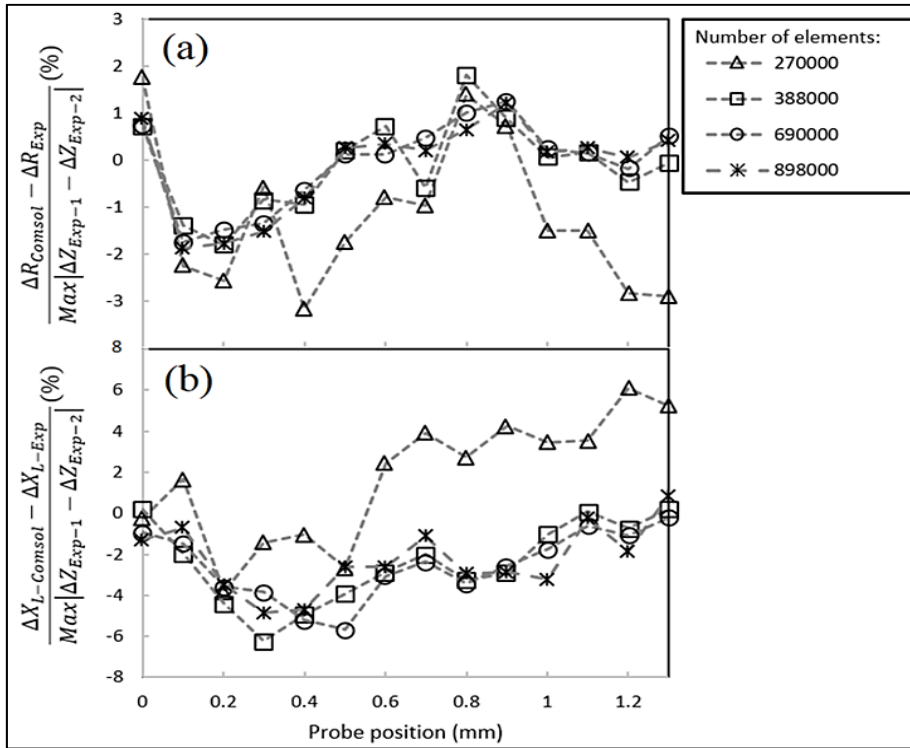 3
2
1
0
-1
-2
-3
8
(a)
ΔR_Comsol − ΔR_Exp
Max|ΔZ_Exp−1 − ΔZ_Exp−2|
(%)
Number of elements:
270000
388000
690000
898000
6
4
2
0
-2
-4
-6
-8
(b)
ΔX_L−Comsol − ΔX_L−Exp
Max|ΔZ_Exp−1 − ΔZ_Exp−2|
(%)
0 0.2 0.4 0.6 0.8 1 1.2
Probe position (mm)